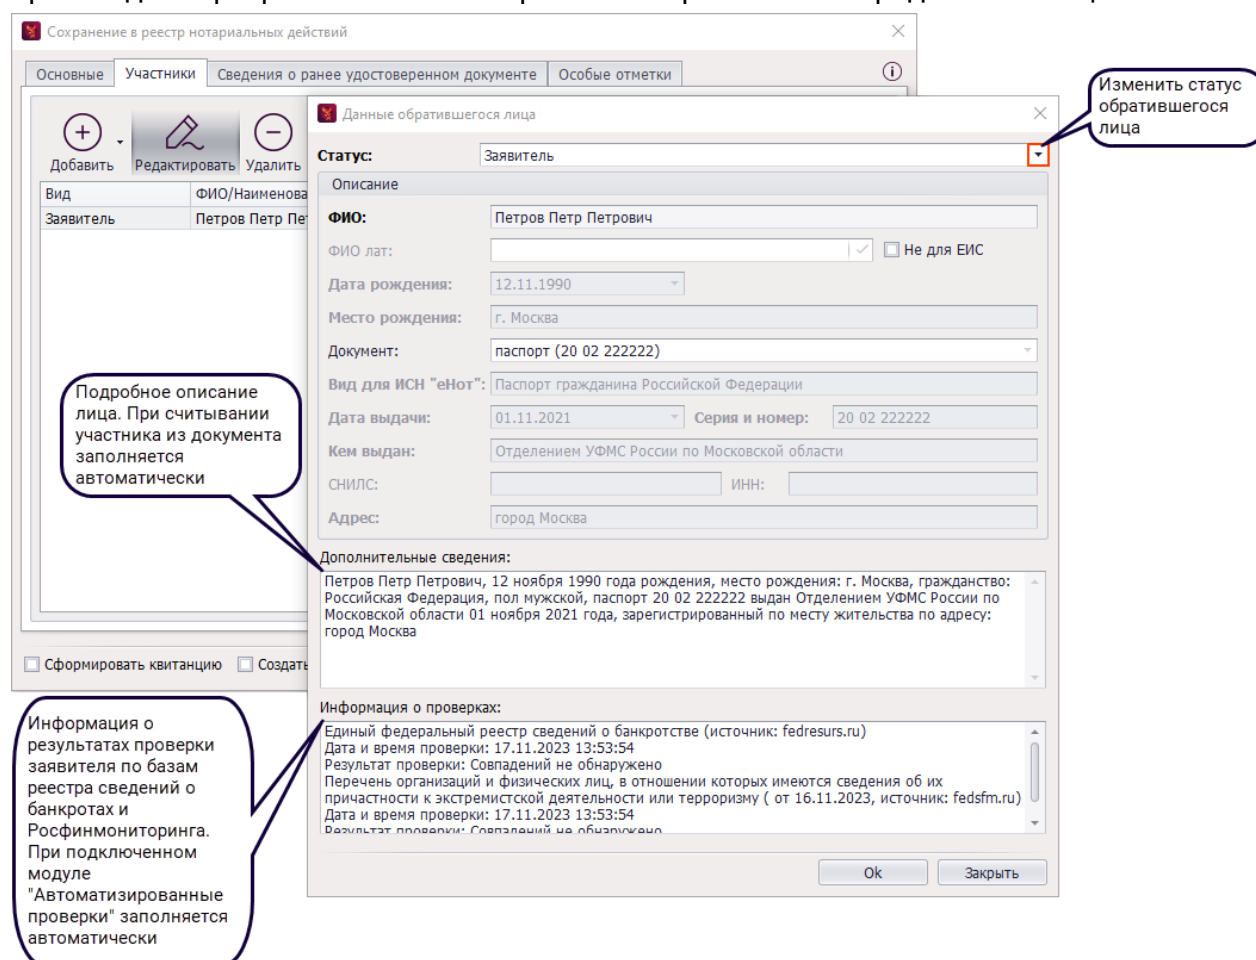 Сохранение в реестр нотариальных действий
Основные Участники Сведения о ранее удостоверенном документе Особые отметки
Добавить Редактировать Удалить
Вид ФИО/Наименова
Заявитель Петров Петр Пе
Сформировать квитанцию Создать
Данные обратившегося лица
Статус: Заявитель
Описание
ФИО: Петров Петр Петрович
ФИО лат: Не для ЕИС
Дата рождения: 12.11.1990
Место рождения: г. Москва
Документ: паспорт (20 02 222222)
Вид для ИСН "еНот": Паспорт гражданина Российской Федерации
Дата выдачи: 01.11.2021 Серия и номер: 20 02 222222
Кем выдан: Отделением УФМС России по Московской области
СНИЛС: ИНН:
Адрес: город Москва
Дополнительные сведения:
Петров Петр Петрович, 12 ноября 1990 года рождения, место рождения: г. Москва, гражданство:
Российская Федерация, пол мужской, паспорт 20 02 222222 выдан Отделением УФМС России по
Московской области 01 ноября 2021 года, зарегистрированный по месту жительства по адресу:
город Москва
Информация о проверках:
Единый федеральный реестр сведений о банкротстве (источник: fedresurs.ru)
Дата и время проверки: 17.11.2023 13:53:54
Результат проверки: Совпадений не обнаружено
Перечень организаций и физических лиц, в отношении которых имеются сведения об их
причастности к экстремистской деятельности или терроризму ( от 16.11.2023, источник: fedsfm.ru)
Дата и время проверки: 17.11.2023 13:53:54
Результат проверки: Совпадений не обнаружено
Ok Закрыть
Изменить статус
обратившегося
лица
Подробное описание
лица. При считывании
участника из документа
заполняется
автоматически
Информация о
результатах проверки
заявителя по базам
реестра сведений о
банкротах и
Росфинмониторинга.
При подключенном
модуле
"Автоматизированные
проверки" заполняется
автоматически